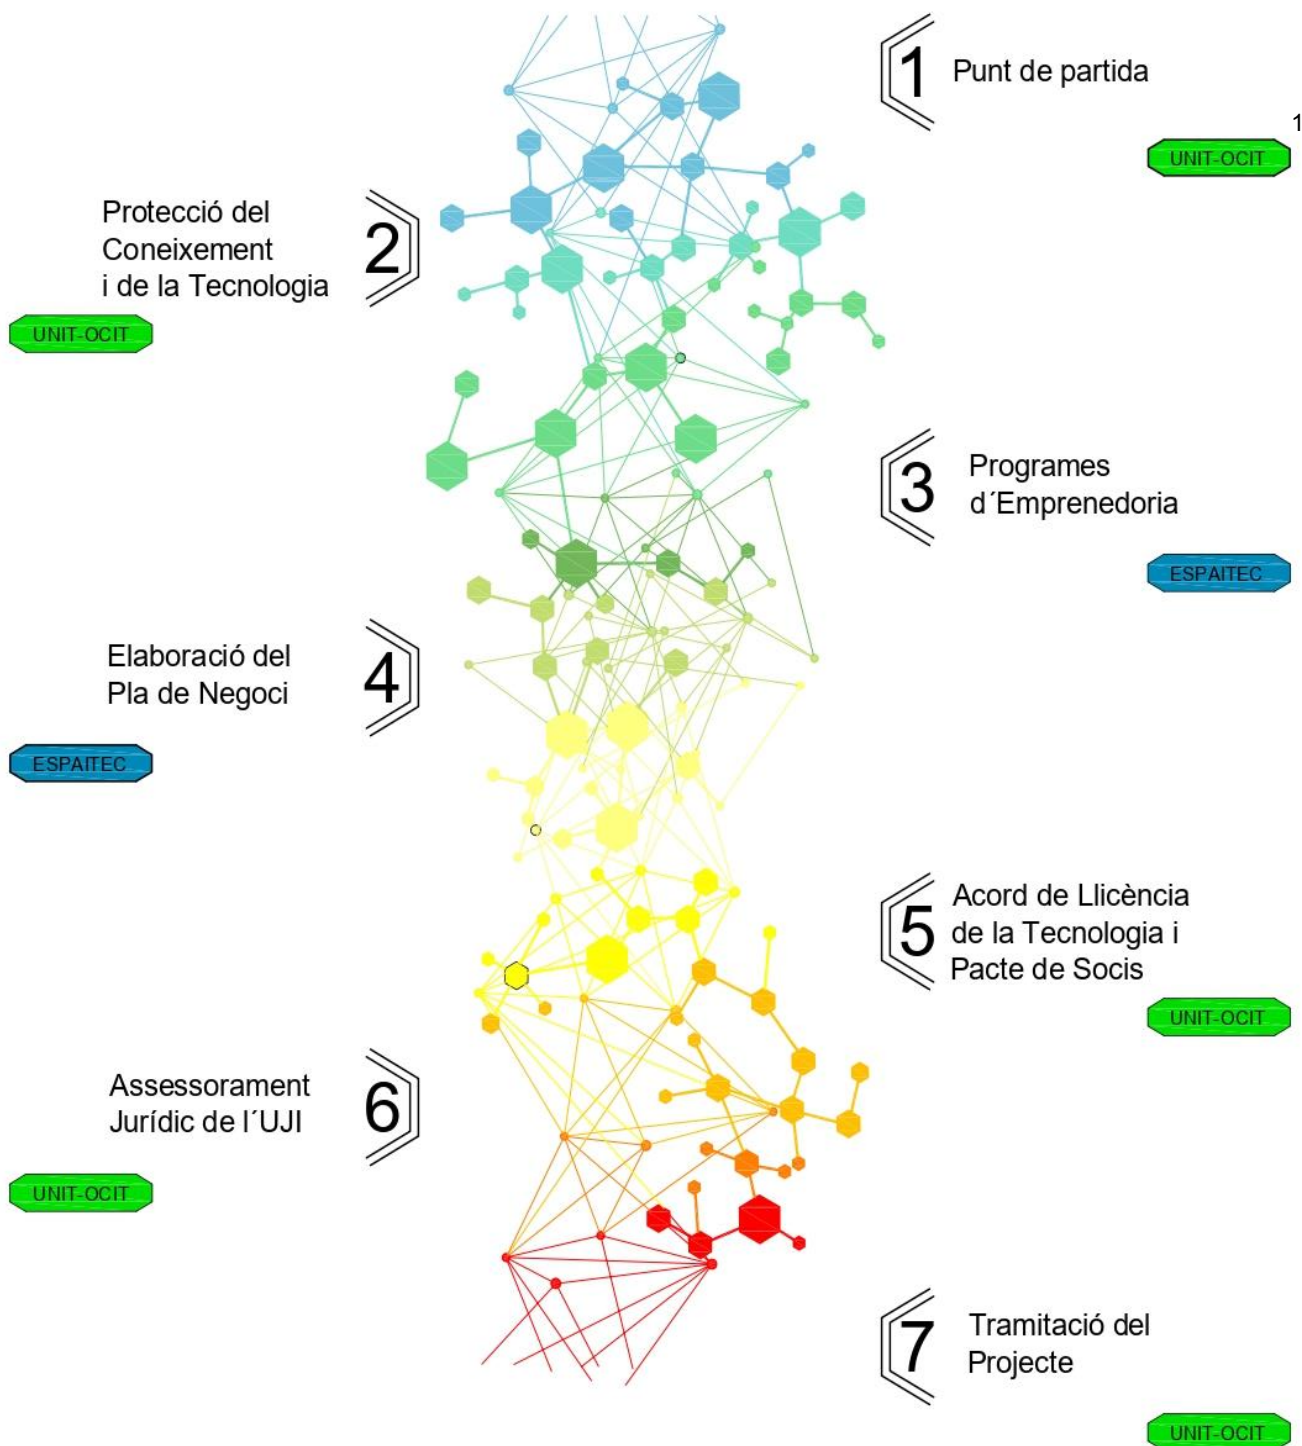 1
Punt de partida
1
UNIT-OCIT
2
Protecció del
Coneixement
i de la Tecnologia
UNIT-OCIT
3
Programes
d´Emprenedoria
ESPAITEC
4
Elaboració del
Pla de Negoci
ESPAITEC
5
Acord de Llicència
de la Tecnologia i
Pacte de Socis
UNIT-OCIT
6
Assessorament
Jurídic de l´UJI
UNIT-OCIT
7
Tramitació del
Projecte
UNIT-OCIT